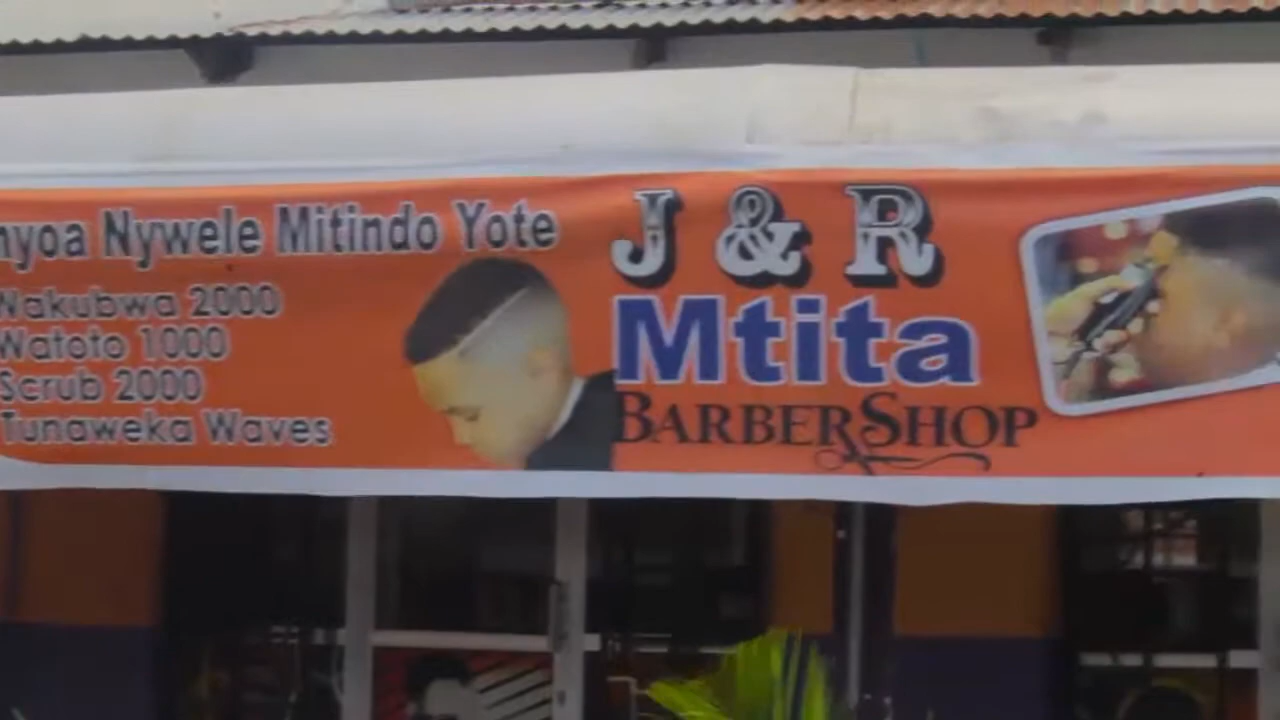 nyoa Nywele Mitindo Yote
Wakubwa 2000
Watoto 1000
Scrub 2000
Tunaweka Waves
J & R
Mtita
BARBERSHOP